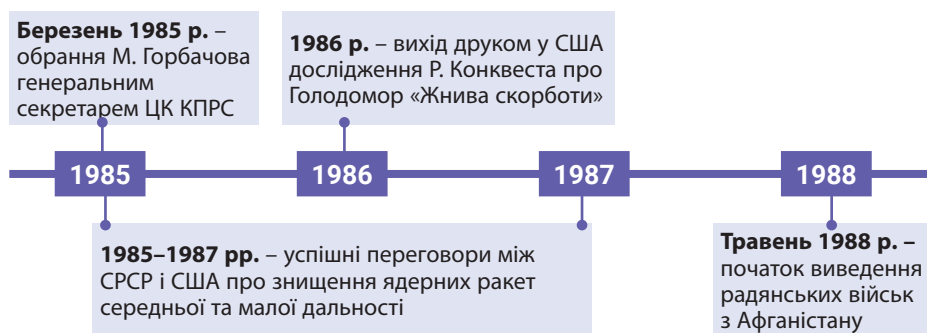 Березень 1985 р. –
обрання М. Горбачова
генеральним
секретарем ЦК КПРС
1986 р. – вихід друком у США
дослідження Р. Конквеста про
Голодомор «Жнива скорботи»
1985
1986
1987
1988
1985–1987 рр. – успішні переговори між
СРСР і США про знищення ядерних ракет
середньої та малої дальності
Травень 1988 р. –
початок виведення
радянських військ
з Афганістану